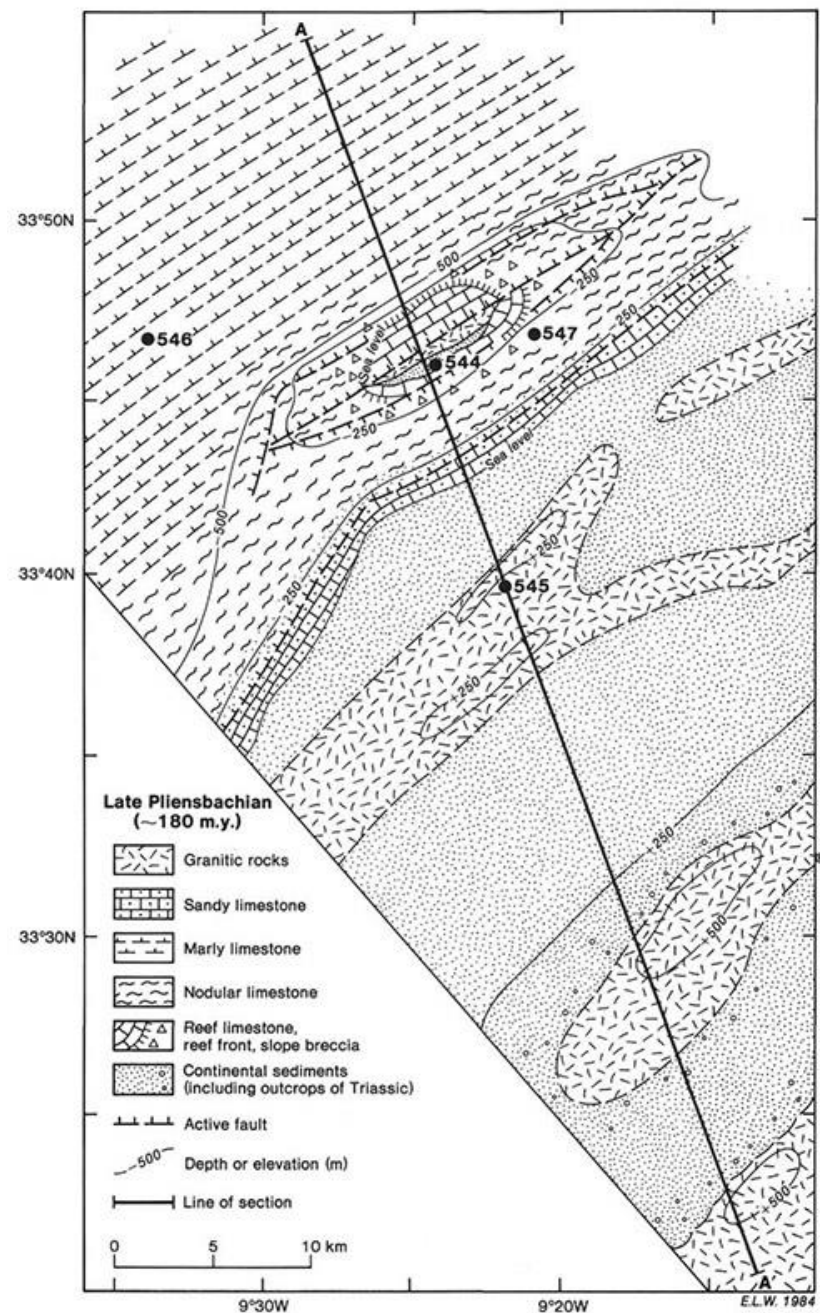 A
33°50N
500
250
250
546
547
Sea level
544
250
Sea level
500
33°40N
250
250
545
+250
250
Late Pliensbachian
(~180 m.y.)
Granitic rocks
Sandy limestone
+500
33°30N
Marly limestone
Nodular limestone
Reef limestone,
reef front, slope breccia
Continental sediments
(including outcrops of Triassic)
Active fault
-500
Depth or elevation (m)
+500
Line of section
0 5 10 km
A
E.L.W. 1984
9°30W 9°20W